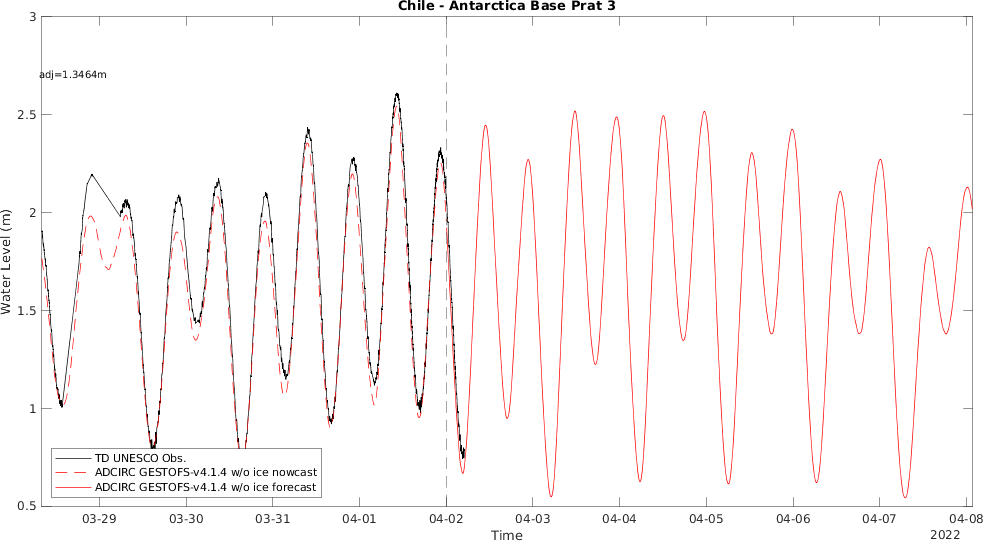 Chile - Antarctica Base Prat 3
adj=1.3464m
3
2.5
2
1.5
1
0.5
Water Level (m)
TD UNESCO Obs.
ADCIRC GESTOFS-v4.1.4 w/o ice nowcast
ADCIRC GESTOFS-v4.1.4 w/o ice forecast
03-29 03-30 03-31 04-01 04-02 04-03 04-04 04-05 04-06 04-07 04-08
Time
2022